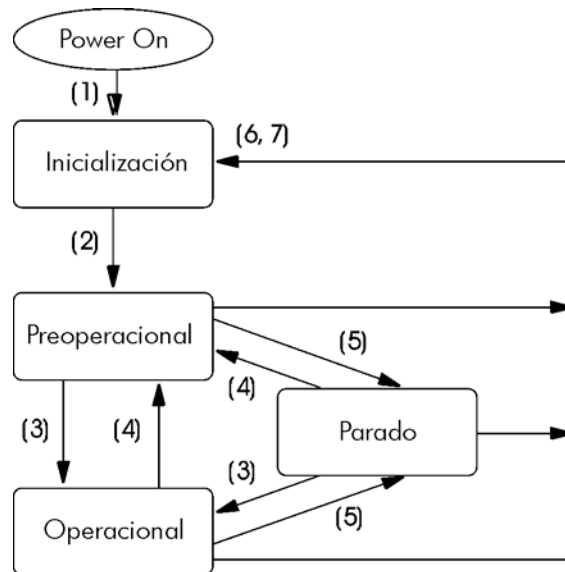 Power On
(1)
Inicialización
(6, 7)
(2)
Preoperacional
(5)
(4)
(3)
(4)
Parado
(3)
Operacional
(5)